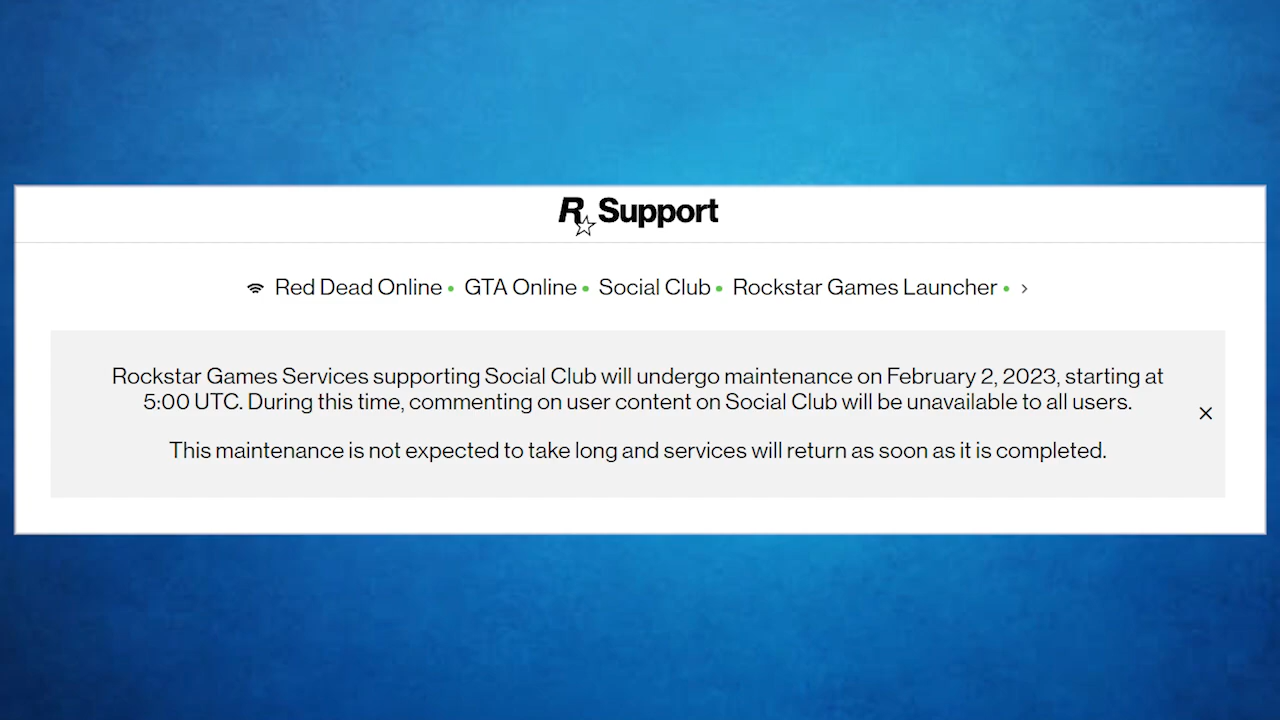 R Support
Red Dead Online • GTA Online • Social Club • Rockstar Games Launcher •
Rockstar Games Services supporting Social Club will undergo maintenance on February 2, 2023, starting at
5:00 UTC. During this time, commenting on user content on Social Club will be unavailable to all users.
This maintenance is not expected to take long and services will return as soon as it is completed.